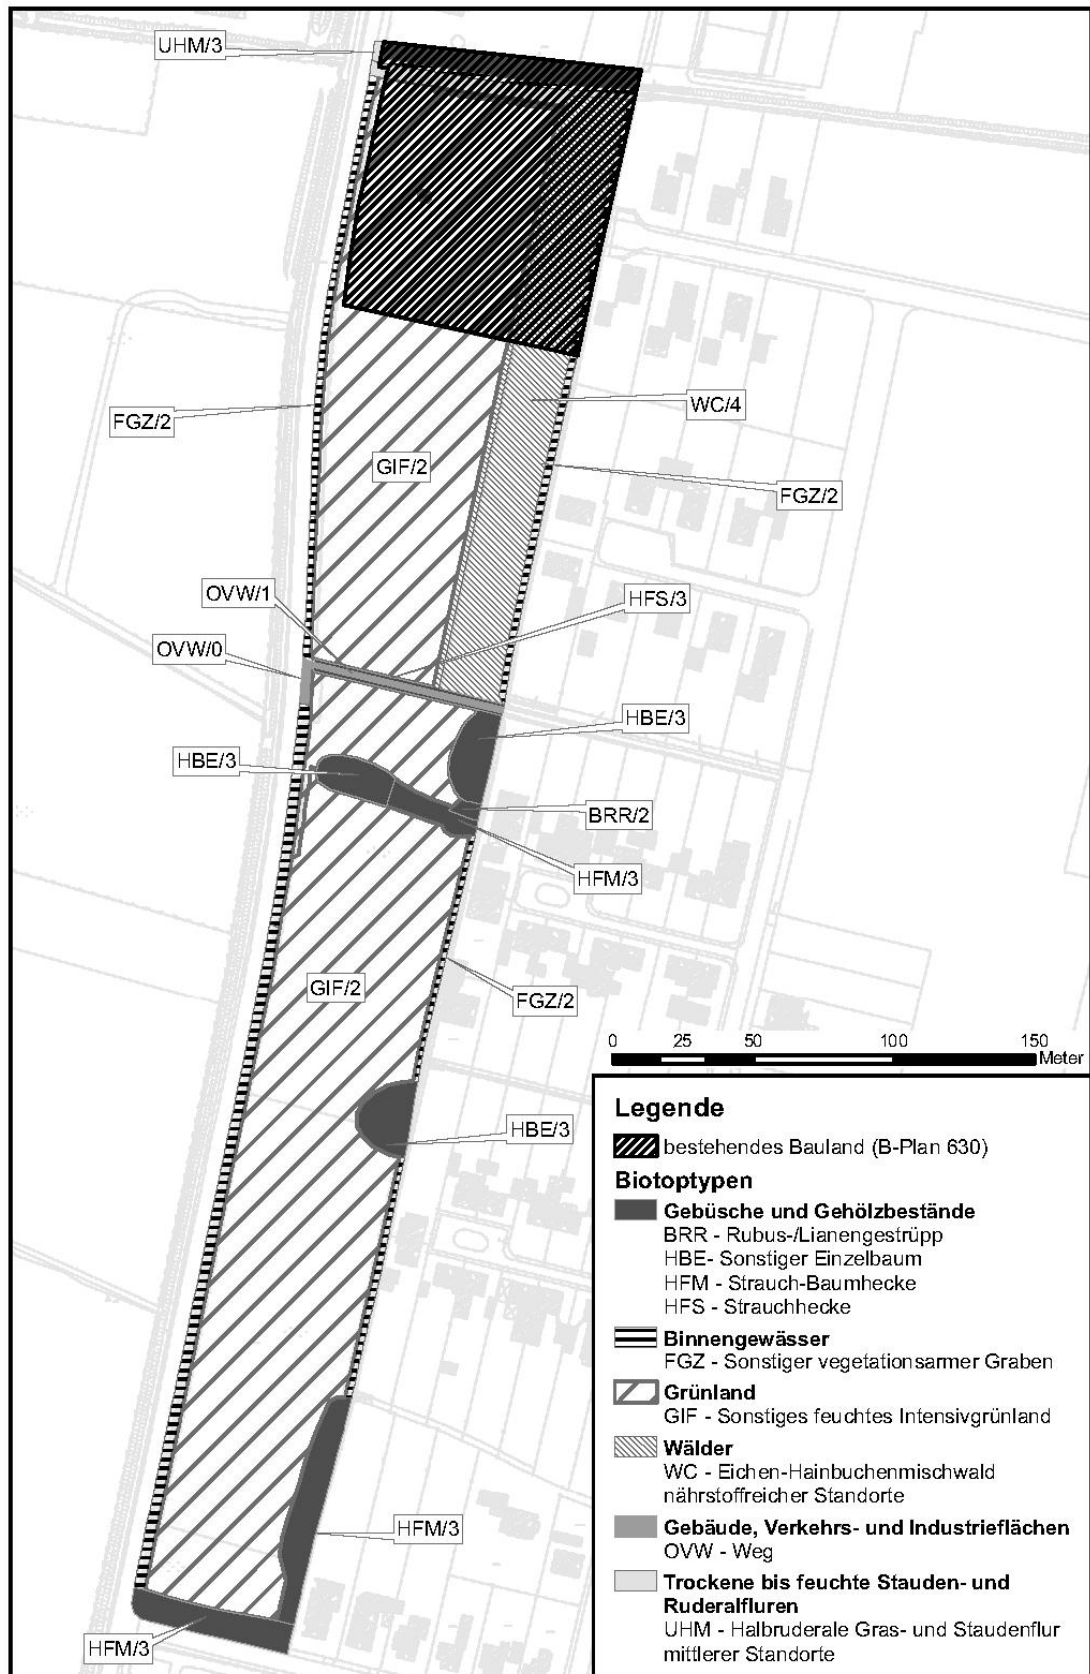 UHM/3
FGZ/2
WC/4
GIF/2
FGZ/2
OVW/1
HFS/3
OVW/0
HBE/3
HBE/3
BRR/2
HFM/3
GIF/2
FGZ/2
0 25 50 100 150
Meter
HBE/3
HFM/3
HFM/3
Legende
bestehendes Bauland (B-Plan 630)
Biotoptypen
Gebüsche und Gehölzbestände
BRR - Rubus-/Lianengestrüpp
HBE- Sonstiger Einzelbaum
HFM - Strauch-Baumhecke
HFS - Strauchhecke
Binnengewässer
FGZ - Sonstiger vegetationsarmer Graben
Grünland
GIF - Sonstiges feuchtes Intensivgrünland
Wälder
WC - Eichen-Hainbuchenmischwald
nährstoffreicher Standorte
Gebäude, Verkehrs- und Industrieflächen
OVW - Weg
Trockene bis feuchte Stauden- und
Ruderalfluren
UHM - Halbruderale Gras- und Staudenflur
mittlerer Standorte